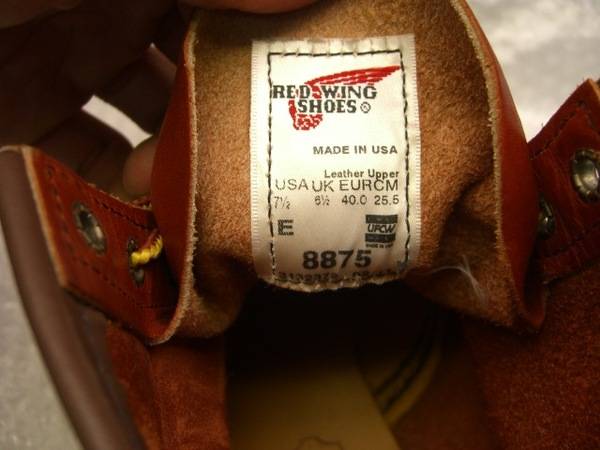 RED WING
SHOES®
MADE IN USA
Leather Upper
USA UK EUR CM
7½ 6½ 40.0 25.5
E
UFCW
8875